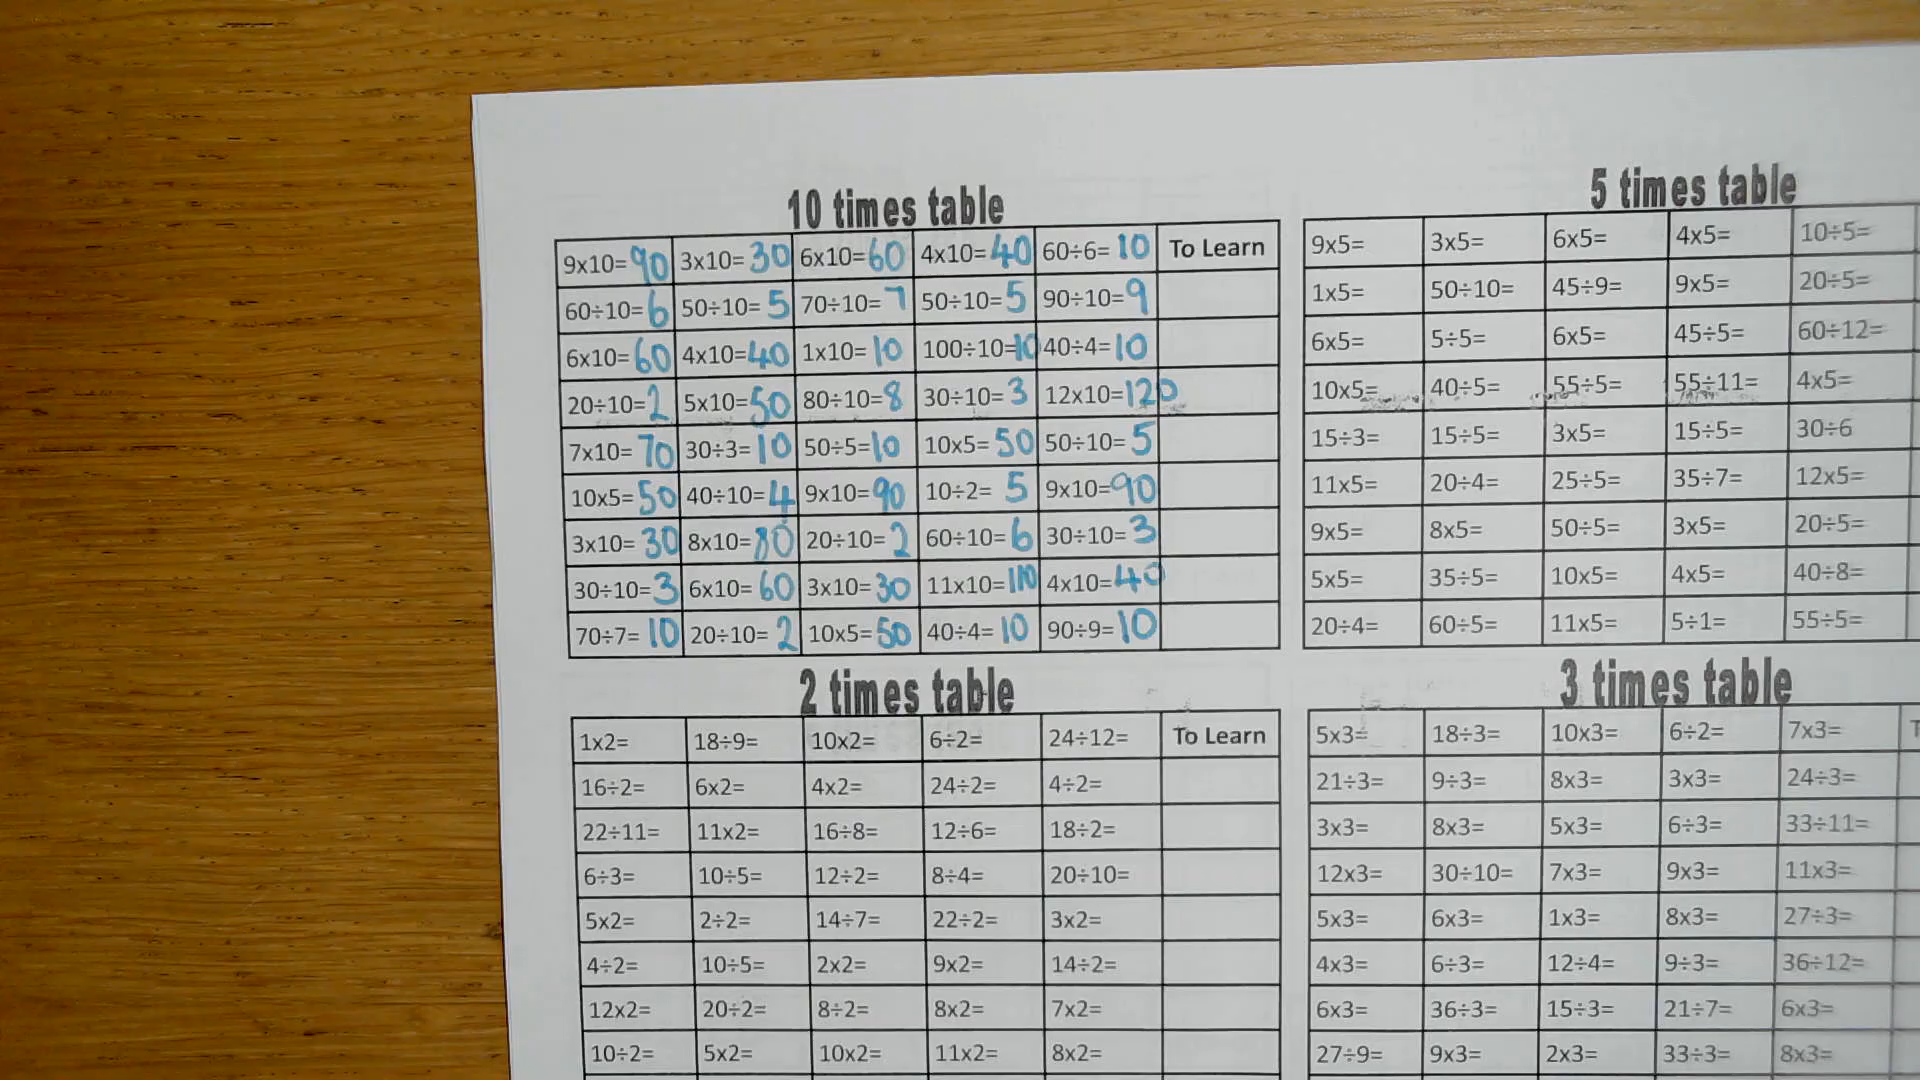 10 times table
9x10= 90 3x10= 30 6x10= 60 4x10= 40 60÷6= 10 To Learn
60÷10= 6 50÷10= 5 70÷10= 7 50÷10= 5 90÷10= 9
6x10= 60 4x10= 40 1x10= 10 100÷10= 10 40÷4= 10
20÷10= 2 5x10= 50 80÷10= 8 30÷10= 3 12x10= 120
7x10= 70 30÷3= 10 50÷5= 10 10x5= 50 50÷10= 5
10x5= 50 40÷10= 4 9x10= 90 10÷2= 5 9x10= 90
3x10= 30 8x10= 80 20÷10= 2 60÷10= 6 30÷10= 3
30÷10= 3 6x10= 60 3x10= 30 11x10= 110 4x10= 40
70÷7= 10 20÷10= 2 10x5= 50 40÷4= 10 90÷9= 10
5 times table
9x5= 3x5= 6x5= 4x5= 10÷5=
1x5= 50÷10= 45÷9= 9x5= 20÷5=
6x5= 5÷5= 6x5= 45÷5= 60÷12=
10x5= 40÷5= 55÷5= 55÷11= 4x5=
15÷3= 15÷5= 3x5= 15÷5= 30÷6
11x5= 20÷4= 25÷5= 35÷7= 12x5=
9x5= 8x5= 50÷5= 3x5= 20÷5=
5x5= 35÷5= 10x5= 4x5= 40÷8=
20÷4= 60÷5= 11x5= 5÷1= 55÷5=
2 times table
1x2= 18÷9= 10x2= 6÷2= 24÷12= To Learn
16÷2= 6x2= 4x2= 24÷2= 4÷2=
22÷11= 11x2= 16÷8= 12÷6= 18÷2=
6÷3= 10÷5= 12÷2= 8÷4= 20÷10=
5x2= 2÷2= 14÷7= 22÷2= 3x2=
4÷2= 10÷5= 2x2= 9x2= 14÷2=
12x2= 20÷2= 8÷2= 8x2= 7x2=
10÷2= 5x2= 10x2= 11x2= 8x2=
3 times table
5x3= 18÷3= 10x3= 6÷2= 7x3= T
21÷3= 9÷3= 8x3= 3x3= 24÷3=
3x3= 8x3= 5x3= 6÷3= 33÷11=
12x3= 30÷10= 7x3= 9x3= 11x3=
5x3= 6x3= 1x3= 8x3= 27÷3=
4x3= 6÷3= 12÷4= 9÷3= 36÷12=
6x3= 36÷3= 15÷3= 21÷7= 6x3=
27÷9= 9x3= 2x3= 33÷3= 8x3=